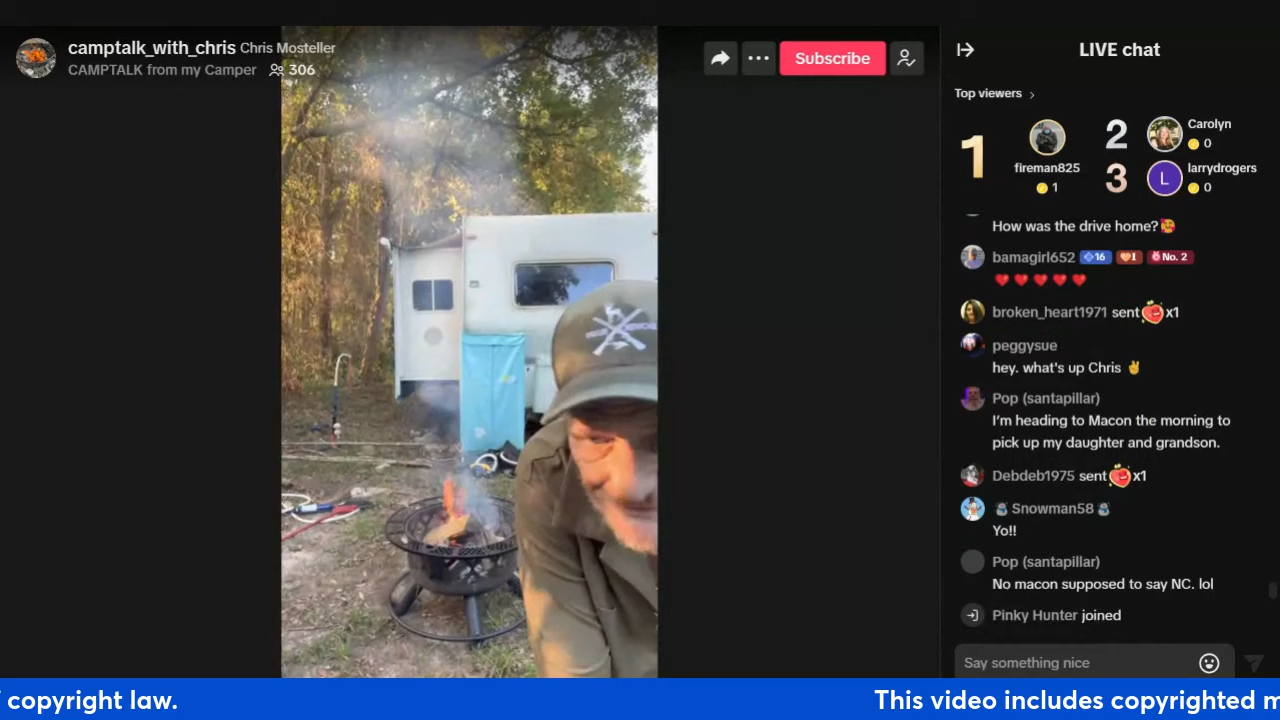 camptalk_with_chris Chris Mosteller
CAMPTALK from my Camper 306
Subscribe
LIVE chat
Top viewers
1
fireman825
1
2
Carolyn
0
3
L
larrydrogers
0
How was the drive home?🥰
bamagirl652 16 I No. 2
❤️❤️❤️❤️❤️
broken_heart1971 sent x1
peggysue
hey. what's up Chris ✌️
Pop (santapillar)
I'm heading to Macon the morning to
pick up my daughter and grandson.
Debdeb1975 sent x1
☃️Snowman58☃️
Yo!!
Pop (santapillar)
No macon supposed to say NC. lol
Pinky Hunter joined
Say something nice
copyright law.
This video includes copyrighted m